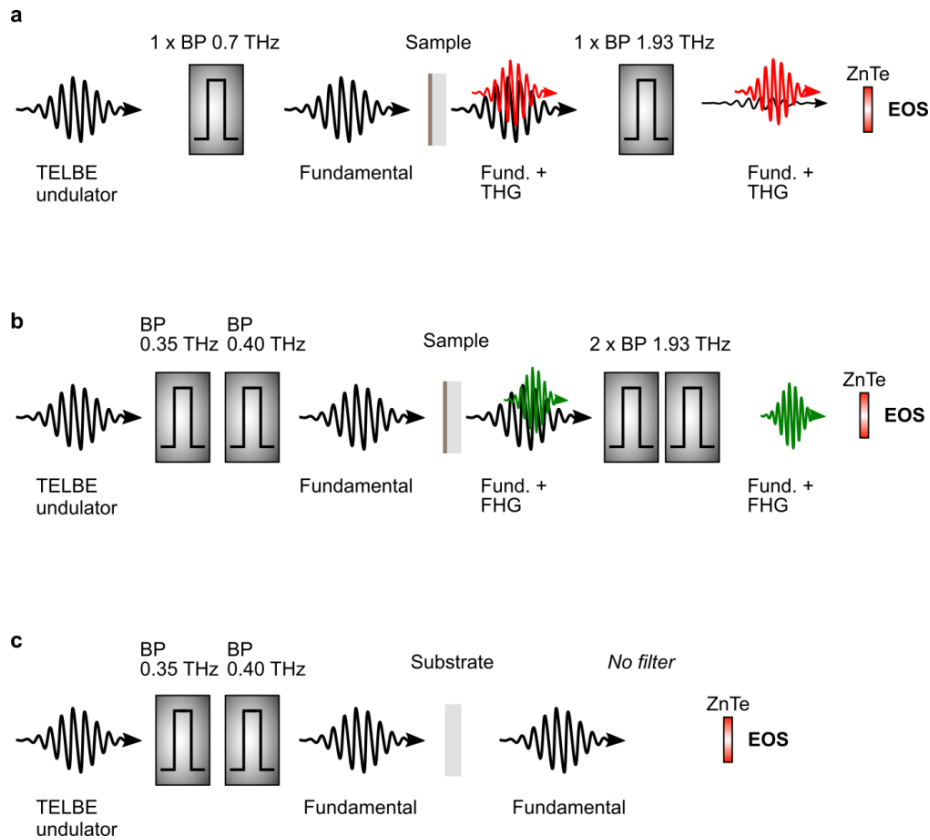 a
1 x BP 0.7 THz
Sample
1 x BP 1.93 THz
ZnTe
EOS
TELBE
undulator
Fundamental
Fund. +
THG
Fund. +
THG
b
BP
0.35 THz
BP
0.40 THz
Sample
2 x BP 1.93 THz
ZnTe
EOS
TELBE
undulator
Fundamental
Fund. +
FHG
Fund. +
FHG
c
BP
0.35 THz
BP
0.40 THz
Substrate
No filter
ZnTe
EOS
TELBE
undulator
Fundamental
Fundamental